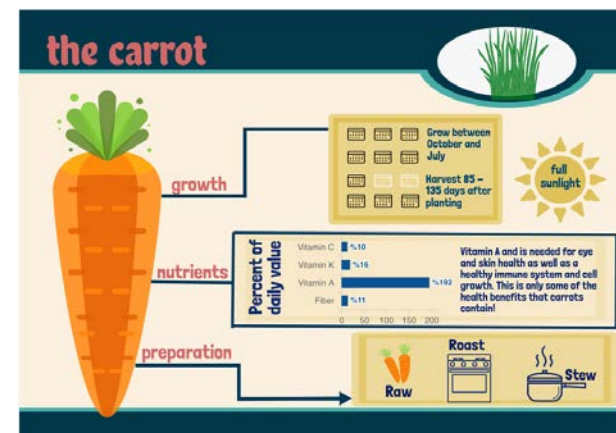 the carrot
growth
Grow between
October and
July
Harvest 85 –
135 days after
planting
full
sunlight
nutrients
Percent of
daily value
Vitamin C %10
Vitamin K %16
Vitamin A %192
Fiber %11
0 50 100 150 200
Vitamin A and is needed for eye
and skin health as well as a
healthy immune system and cell
growth. This is only some of the
health benefits that carrots
contain!
preparation
Raw
Roast
Stew